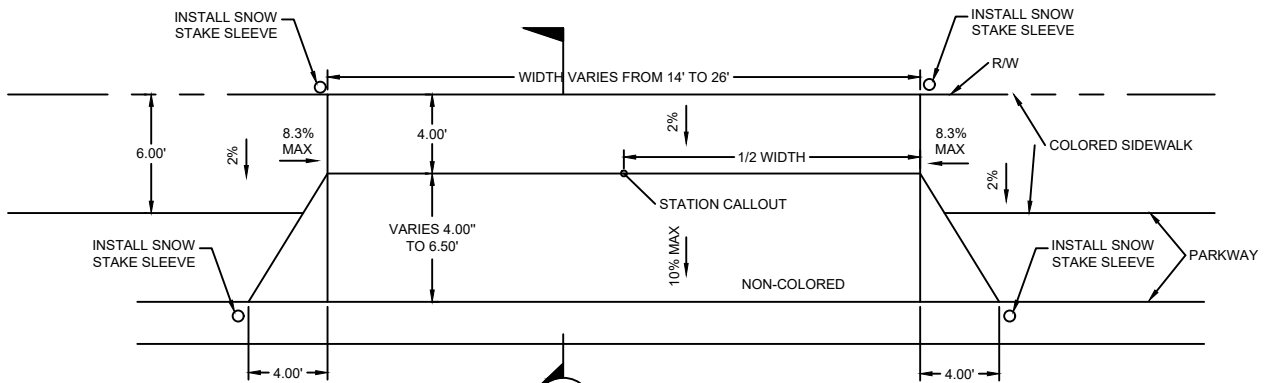 INSTALL SNOW
STAKE SLEEVE
INSTALL SNOW
STAKE SLEEVE
WIDTH VARIES FROM 14' TO 26'
R/W
6.00'
2%
8.3%
MAX
4.00'
2%
1/2 WIDTH
8.3%
MAX
2%
COLORED SIDEWALK
STATION CALLOUT
VARIES 4.00"
TO 6.50'
INSTALL SNOW
STAKE SLEEVE
10% MAX
NON-COLORED
INSTALL SNOW
STAKE SLEEVE
PARKWAY
4.00'
4.00'